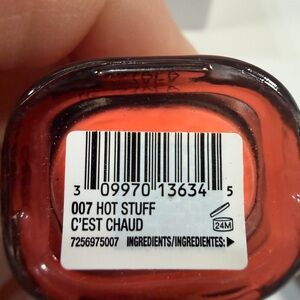 3 09970 13634 5
007 HOT STUFF
C'EST CHAUD
24M
7256975007 INGREDIENTS/INGREDIENTES: